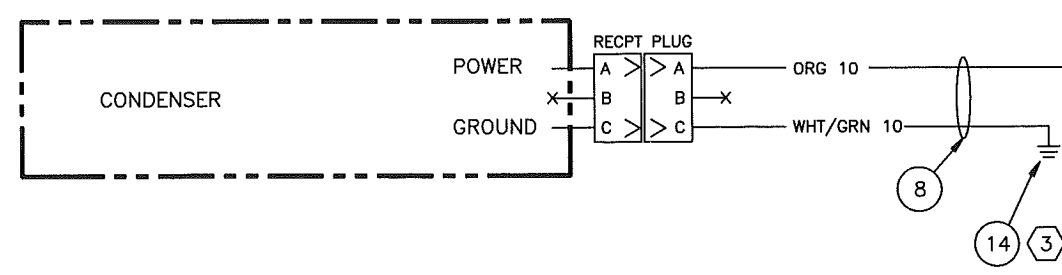 RECPT PLUG
POWER A A ORG 10
CONDENSER B B
GROUND C C WHT/GRN 10
8
14 3